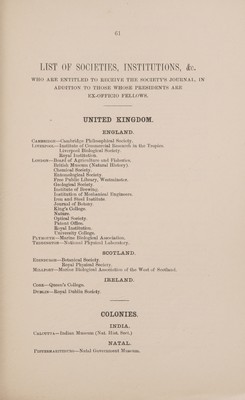 61
LIST OF SOCIETIES, INSTITUTIONS, &c.
WHO ARE ENTITLED TO RECEIVE THE SOCIETY'S JOURNAL, IN
ADDITION TO THOSE WHOSE PRESIDENTS ARE
EX-OFFICIO FELLOWS.
UNITED KINGDOM.
ENGLAND.
CAMBRIDGE—Cambridge Philosophical Society.
LIVERPOOL—Institute of Commercial Research in the Tropics.
Liverpool Biological Society.
Royal Institution.
LONDON—Board of Agriculture and Fisheries.
British Museum (Natural History).
Chemical Society.
Entomological Society.
Free Public Library, Westminster.
Geological Society.
Institute of Brewing.
Institution of Mechanical Engineers.
Iron and Steel Institute.
Journal of Botany.
King's College.
Nature.
Optical Society.
Patent Office.
Royal Institution.
University College.
PLYMOUTH—Marine Biological Association.
TEDDINGTON—National Physical Laboratory.
SCOTLAND.
EDINBURGH—Botanical Society.
Royal Physical Society.
MILLPORT—Marine Biological Association of the West of Scotland.
IRELAND.
CORK—Queen's College.
DUBLIN—Royal Dublin Society.
COLONIES.
INDIA.
CALCUTTA—Indian Museum (Nat. Hist. Sect.)
NATAL.
PIETERMARITZBURG—Natal Government Museum.